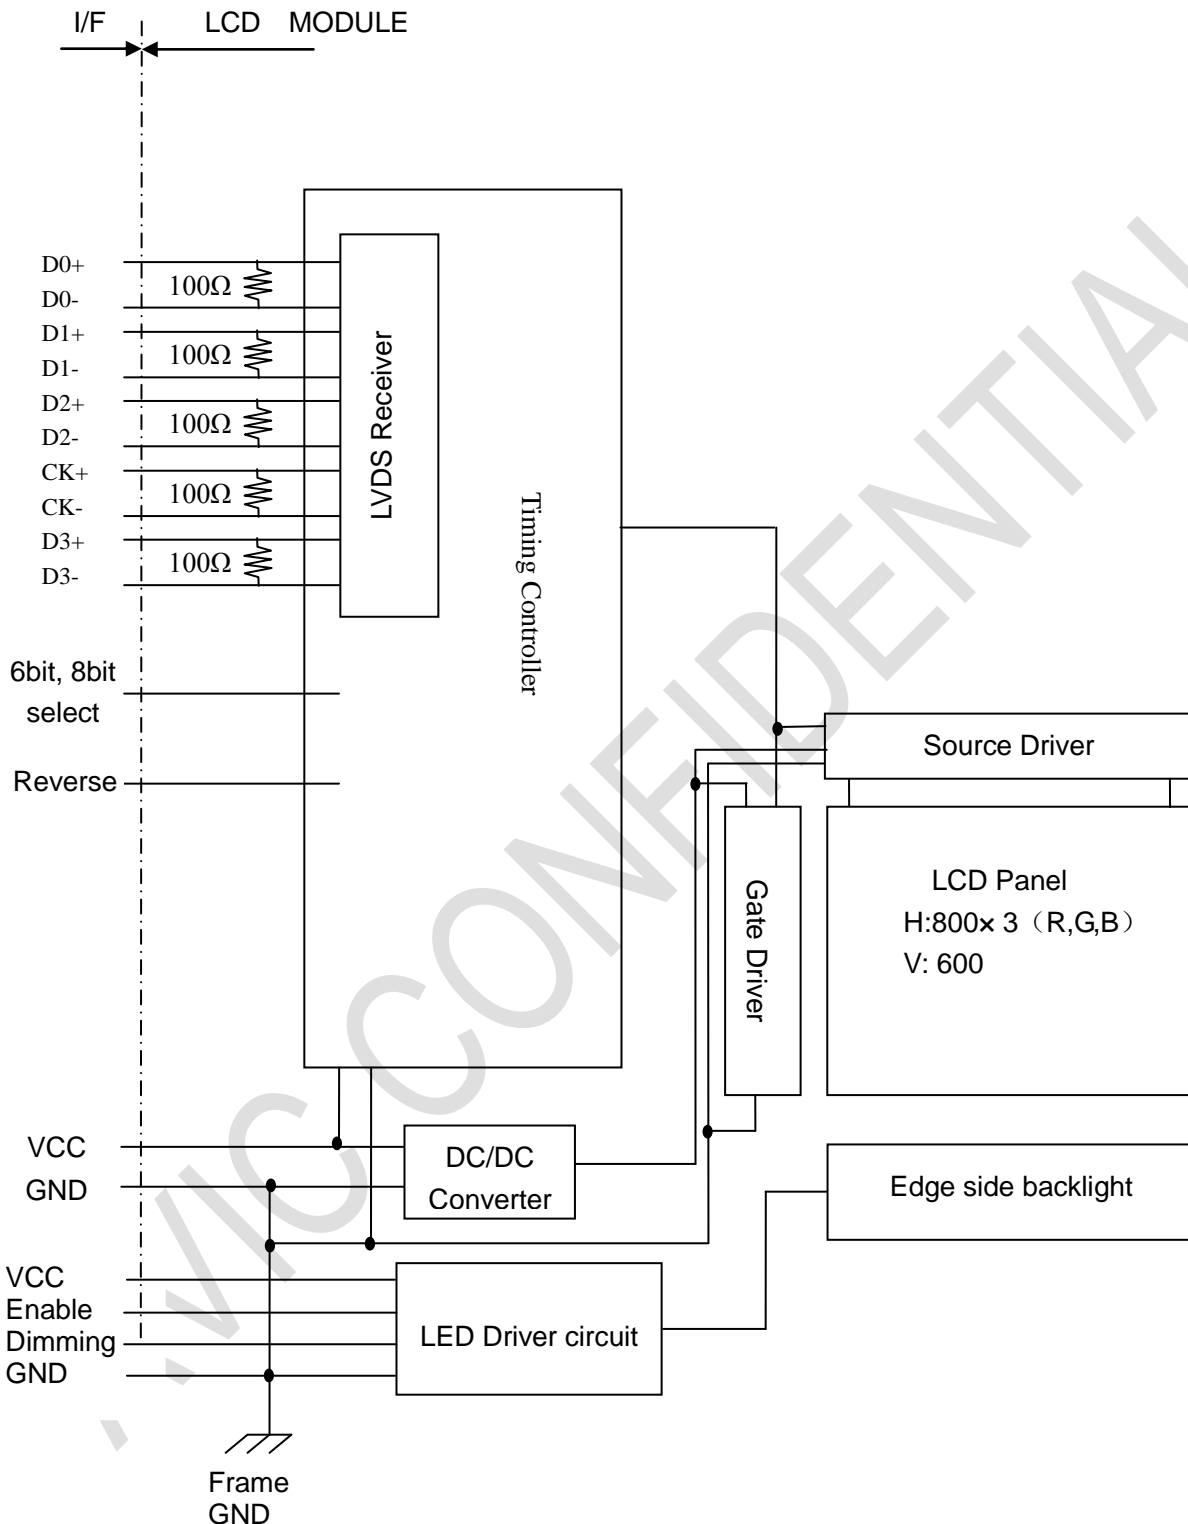 I/F
LCD MODULE
D0+
D0-
100Ω
D1+
D1-
100Ω
D2+
D2-
100Ω
CK+
CK-
100Ω
D3+
D3-
100Ω
LVDS Receiver
Timing Controller
6bit, 8bit
select
Reverse
Source Driver
Gate Driver
LCD Panel
H:800× 3（R,G,B）
V: 600
VCC
GND
DC/DC
Converter
Edge side backlight
VCC
Enable
Dimming
GND
LED Driver circuit
Frame
GND
VIC CONFIDENTIAL